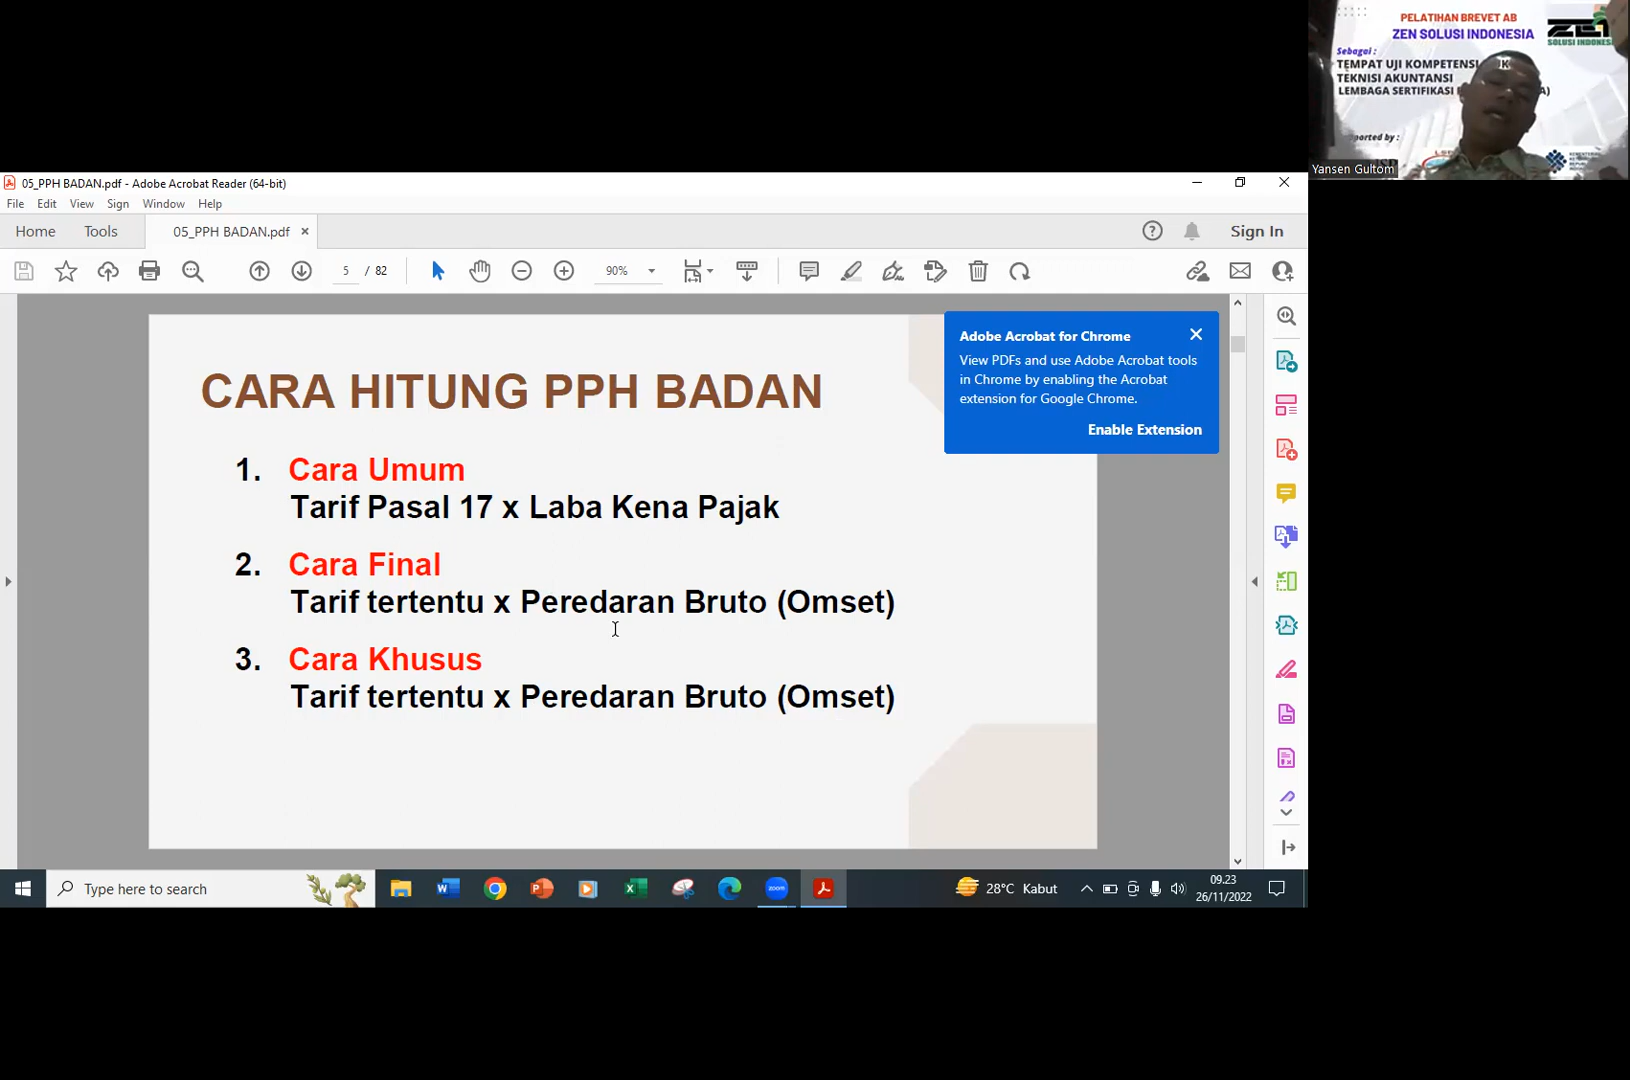 PELATIHAN BREVET AB
ZEN SOLUSI INDONESIA
Sebagai :
TEMPAT UJI KOMPETENSI
TEKNISI AKUNTANSI
LEMBAGA SERTIFIKASI
ZEN
SOLUSI INDONESIA
Yansen Gultom
05_PPH BADAN.pdf - Adobe Acrobat Reader (64-bit)
File Edit View Sign Window Help
Home Tools 05_PPH BADAN.pdf × Sign In
5 / 82 90%
Adobe Acrobat for Chrome
View PDFs and use Adobe Acrobat tools
in Chrome by enabling the Acrobat
extension for Google Chrome.
Enable Extension
CARA HITUNG PPH BADAN
1. Cara Umum
Tarif Pasal 17 x Laba Kena Pajak
2. Cara Final
Tarif tertentu x Peredaran Bruto (Omset)
3. Cara Khusus
Tarif tertentu x Peredaran Bruto (Omset)
Type here to search
zoom
28°C Kabut
09.23
26/11/2022